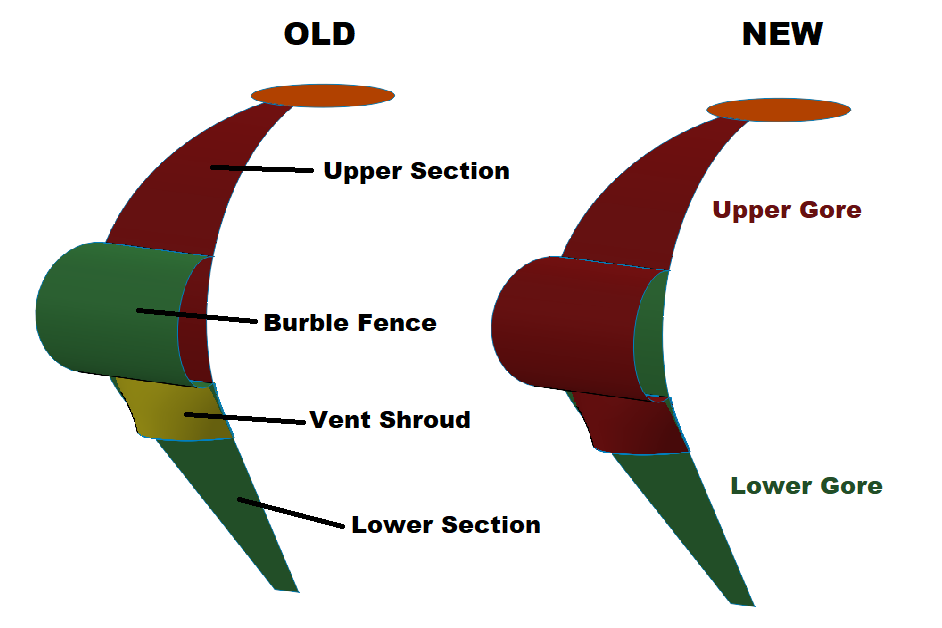 OLD
NEW
Upper Section
Upper Gore
Burble Fence
Vent Shroud
Lower Gore
Lower Section